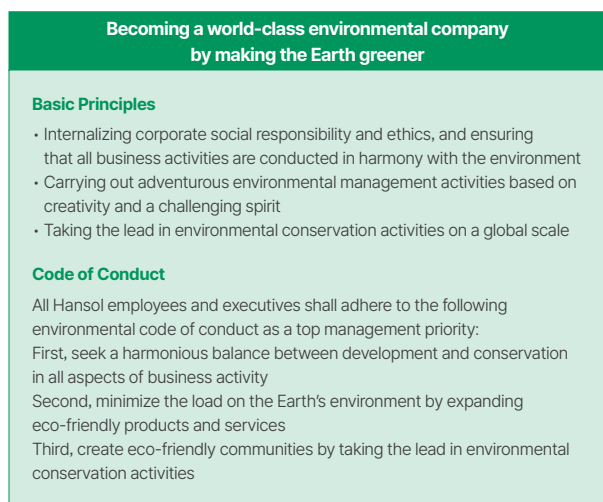 Becoming a world-class environmental company
by making the Earth greener
Basic Principles
• Internalizing corporate social responsibility and ethics, and ensuring
that all business activities are conducted in harmony with the environment
• Carrying out adventurous environmental management activities based on
creativity and a challenging spirit
• Taking the lead in environmental conservation activities on a global scale
Code of Conduct
All Hansol employees and executives shall adhere to the following
environmental code of conduct as a top management priority:
First, seek a harmonious balance between development and conservation
in all aspects of business activity
Second, minimize the load on the Earth's environment by expanding
eco-friendly products and services
Third, create eco-friendly communities by taking the lead in environmental
conservation activities